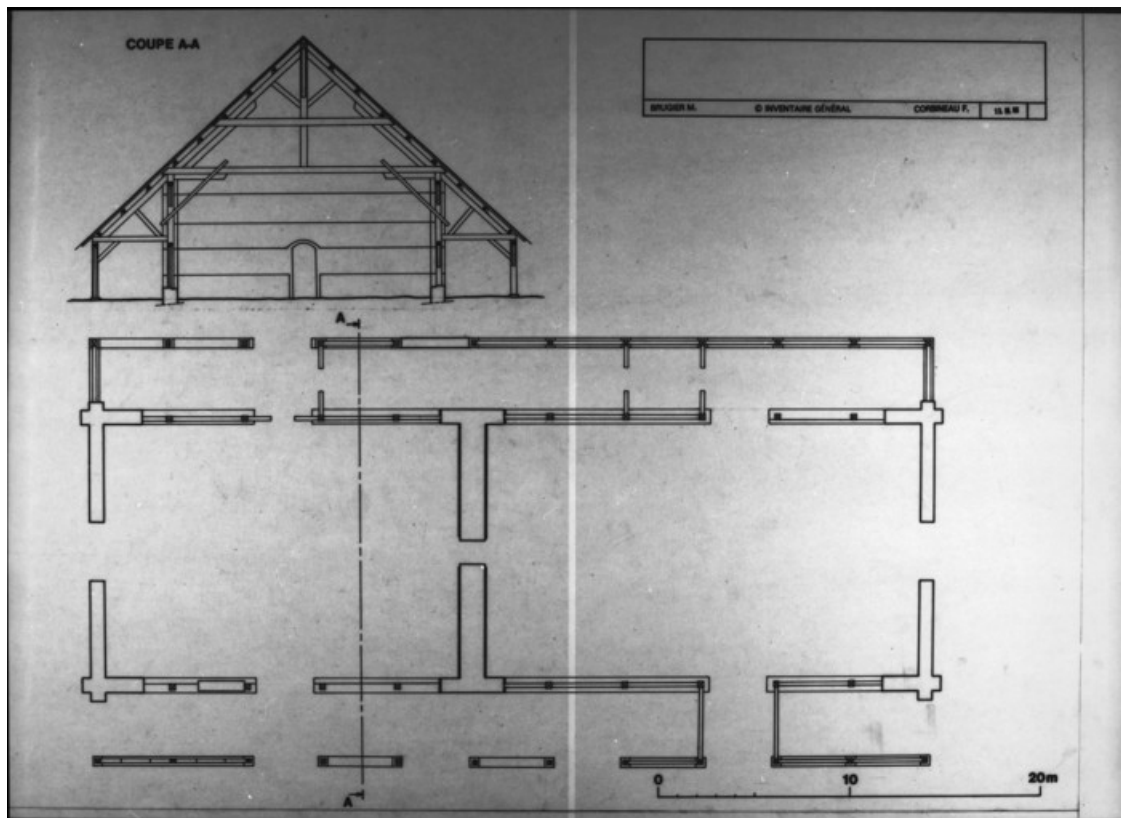 COUPE A-A
BRUGIER M. © INVENTAIRE GÉNÉRAL CORBINEAU F.
A
A
0 10 20m